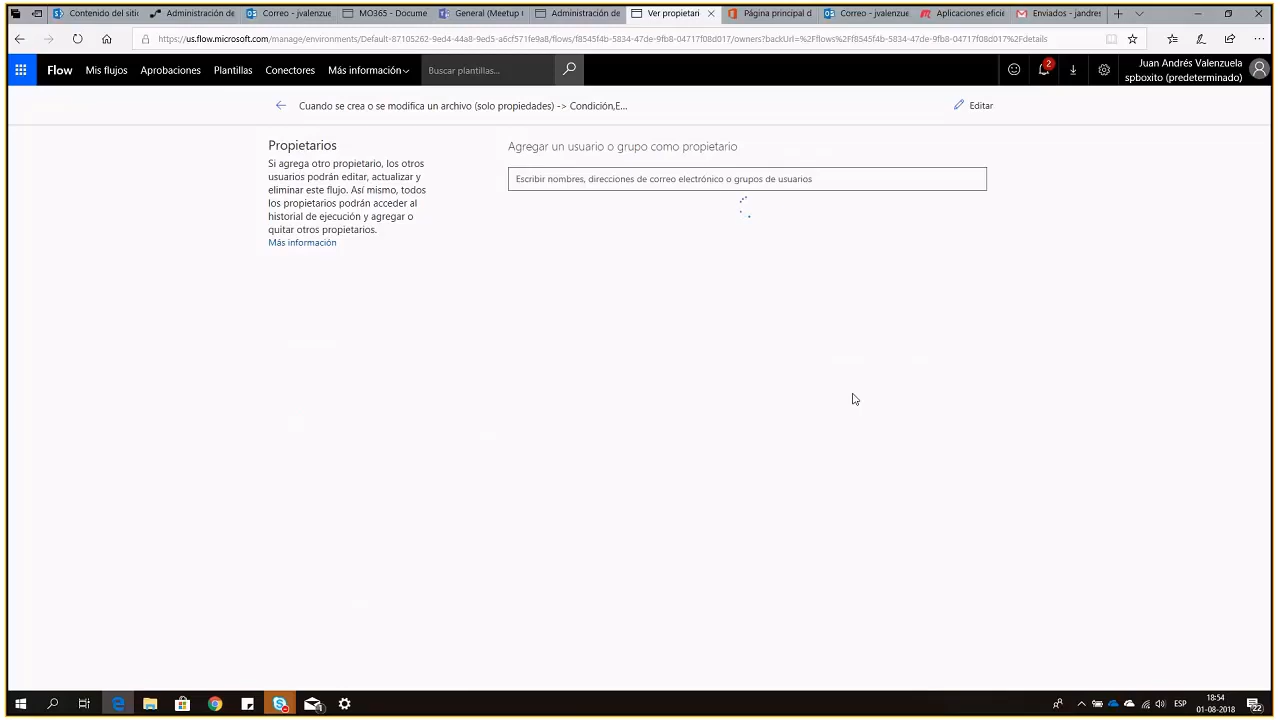 Contenido del siti
Administración de
Correo - jvalenzue
MO365 - Docume
General (Meetup
Administración de
Ver propetari
Página principal d
Correo - jvalenzue
Aplicaciones eficie
Enviados - jandres
https://us.flow.microsoft.com/manage/environments/Default-87105262-9ed4-44a8-9ed5-a6cf571fe9a8/flows/f8545f4b-5834-47de-9fb8-04717f08d017/owners?backUrl=%2Fflows%2Ff8545f4b-5834-47de-9fb8-04717f08d017%2Fdetails
Flow Mis flujos Aprobaciones Plantillas Conectores Más información Buscar plantillas... 2
Juan Andrés Valenzuela
spboxito (predeterminado)
Cuando se crea o se modifica un archivo (solo propiedades) -> Condición,E... Editar
Propietarios
Si agrega otro propietario, los otros
usuarios podrán editar, actualizar y
eliminar este flujo. Así mismo, todos
los propietarios podrán acceder al
historial de ejecución y agregar o
quitar otros propietarios.
Más información
Agregar un usuario o grupo como propietario
Escribir nombres, direcciones de correo electrónico o grupos de usuarios
ESP
18:54
01-08-2018
22